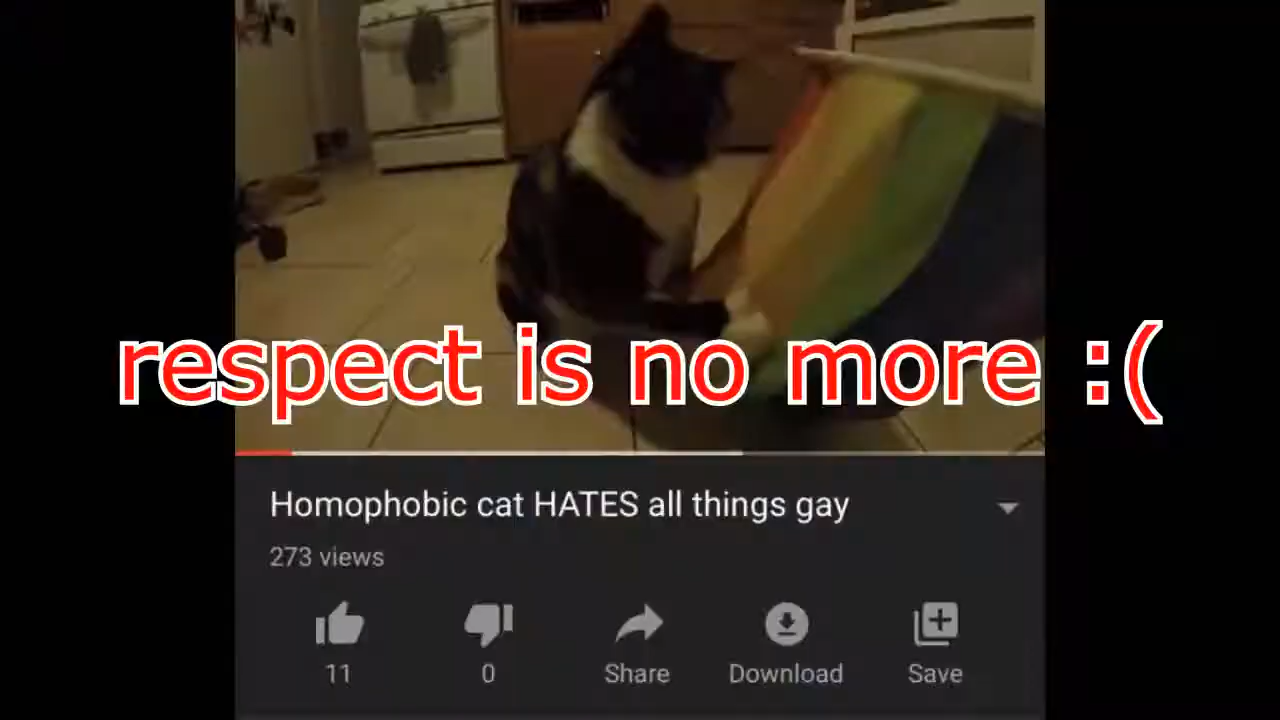 respect is no more :(
Homophobic cat HATES all things gay
273 views
11
0
Share
Download
Save